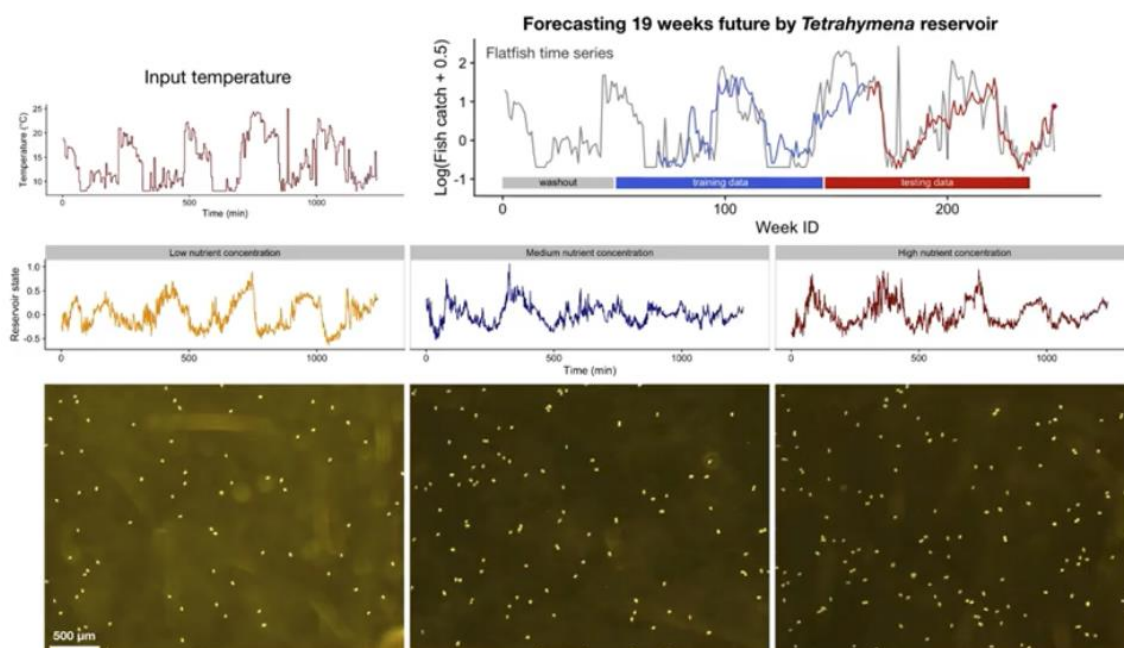 Forecasting 19 weeks future by Tetrahymena reservoir
Input temperature
Temperature (°C)
25
20
15
10
0
500
1000
Time (min)
Flatfish time series
Log(Fish catch + 0.5)
2
1
0
-1
washout
training data
testing data
0
100
200
Week ID
Low nutrient concentration
Medium nutrient concentration
High nutrient concentration
Reservoir state
1.0
0.5
0.0
-0.5
0 500 1000
0 500 1000
0 500 1000
Time (min)
500 µm